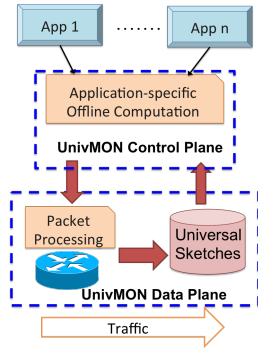 App 1
........
App n
Application-specific
Offline Computation
UnivMON Control Plane
Packet
Processing
Universal
Sketches
UnivMON Data Plane
Traffic